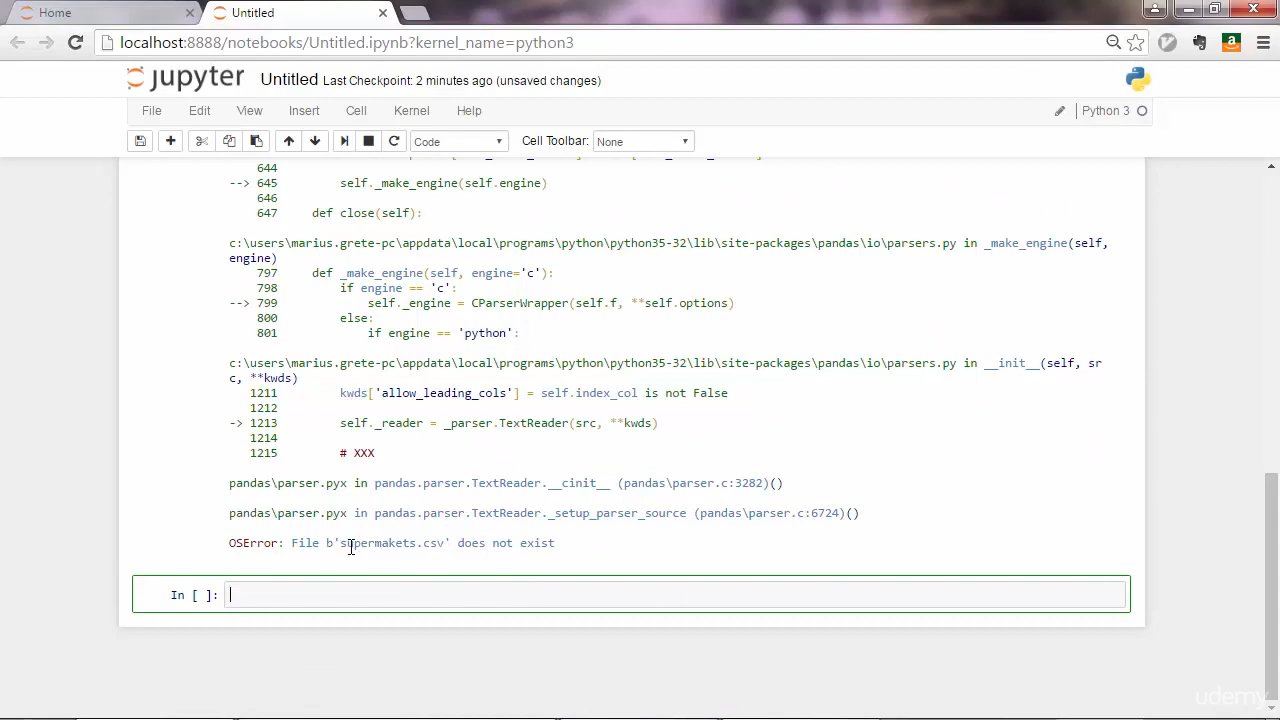 Home
Untitled
localhost:8888/notebooks/Untitled.ipynb?kernel_name=python3
jupyter Untitled Last Checkpoint: 2 minutes ago (unsaved changes)
File Edit View Insert Cell Kernel Help Python 3
Code Cell Toolbar: None
644
--> 645 self._make_engine(self.engine)
646
647 def close(self):
c:\users\marius.grete-pc\appdata\local\programs\python\python35-32\lib\site-packages\pandas\io\parsers.py in _make_engine(self,
engine)
797 def _make_engine(self, engine='c'):
798 if engine == 'c':
--> 799 self._engine = CParserWrapper(self.f, **self.options)
800 else:
801 if engine == 'python':
c:\users\marius.grete-pc\appdata\local\programs\python\python35-32\lib\site-packages\pandas\io\parsers.py in __init__(self, sr
c, **kwds)
1211 kwds['allow_leading_cols'] = self.index_col is not False
1212
-> 1213 self._reader = _parser.TextReader(src, **kwds)
1214
1215 # XXX
pandas\parser.pyx in pandas.parser.TextReader.__cinit__ (pandas\parser.c:3282)()
pandas\parser.pyx in pandas.parser.TextReader._setup_parser_source (pandas\parser.c:6724)()
OSError: File b'supermakets.csv' does not exist
In [ ]:
udemy